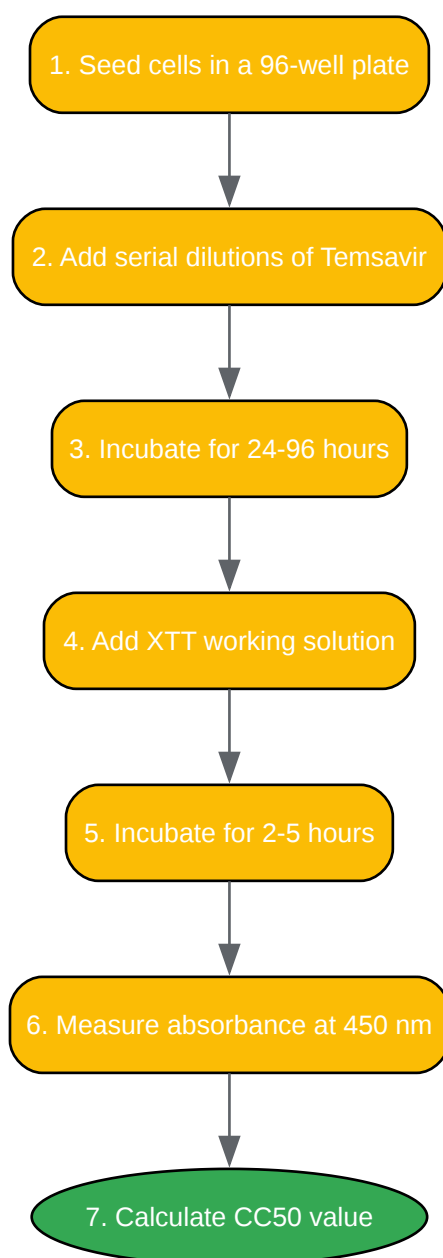 1. Seed cells in a 96-well plate
2. Add serial dilutions of Temsavir
3. Incubate for 24-96 hours
4. Add XTT working solution
5. Incubate for 2-5 hours
6. Measure absorbance at 450 nm
7. Calculate CC50 value